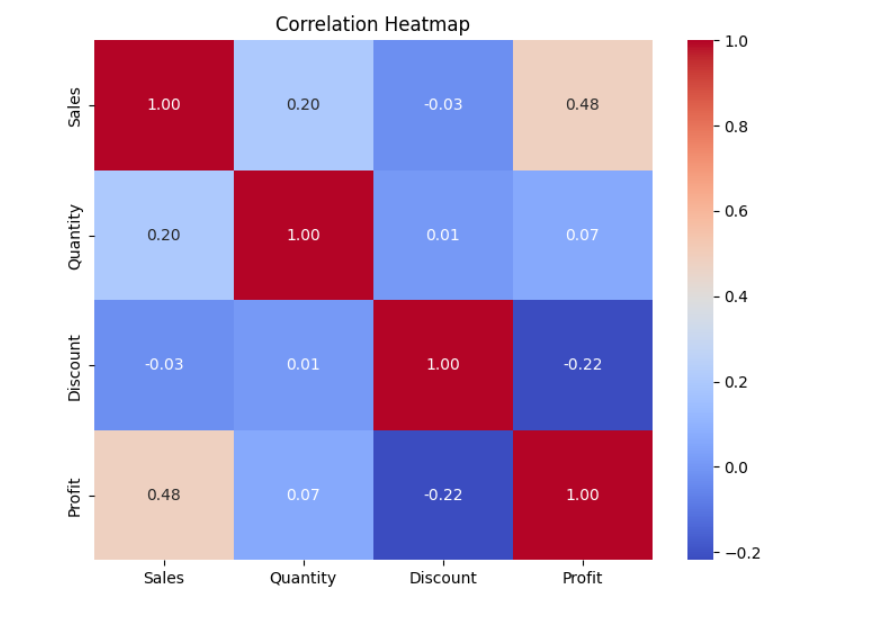 Correlation Heatmap
Sales 1.00 0.20 -0.03 0.48
Quantity 0.20 1.00 0.01 0.07
Discount -0.03 0.01 1.00 -0.22
Profit 0.48 0.07 -0.22 1.00
Sales Quantity Discount Profit
1.0
0.8
0.6
0.4
0.2
0.0
−0.2